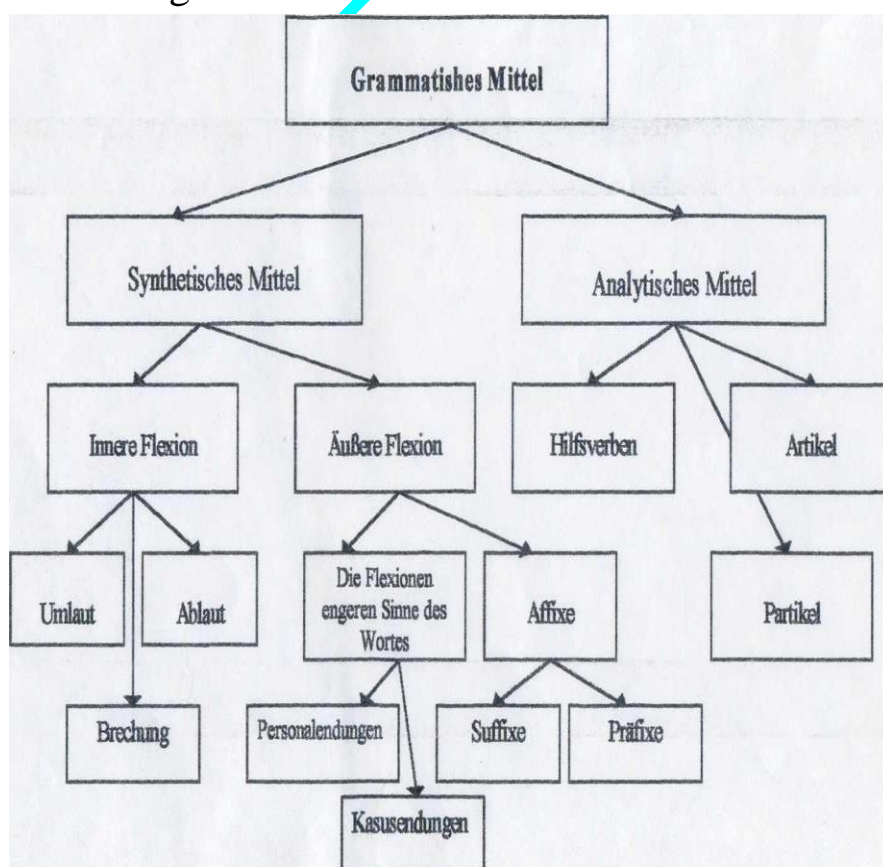 Grammatishes Mittel
Synthetisches Mittel
Analytisches Mittel
Innere Flexion
Äußere Flexion
Hilfsverben
Artikel
Umlaut
Ablaut
Die Flexionen
engeren Sinne des
Wortes
Affixe
Partikel
Brechung
Personalendungen
Suffixe
Präfixe
Kasusendungen